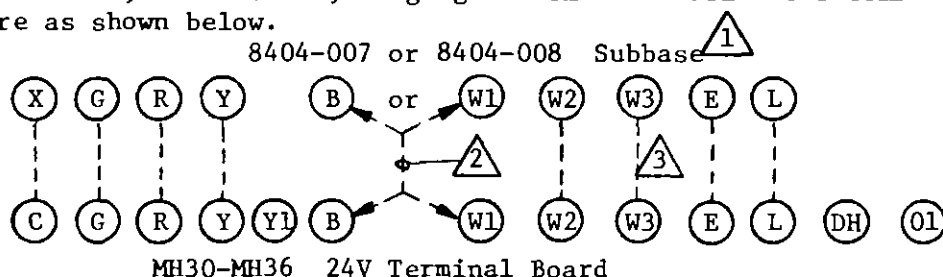 re as shown below.
8404-007 or 8404-008 Subbase 1
X G R Y B or W1 W2 W3 E L
2 3
C G R Y Y1 B W1 W2 W3 E L DH O1
MH30-MH36 24V Terminal Board